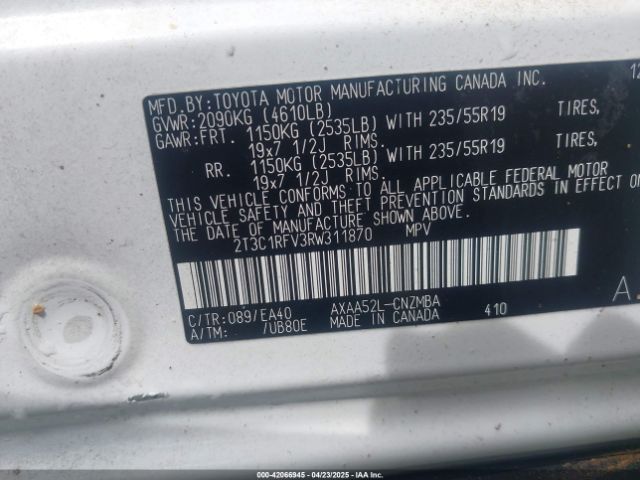 MFD.BY:TOYOTA MOTOR MANUFACTURING CANADA INC. 12
GVWR:2090KG (4610LB)
GAWR:FRT. 1150KG (2535LB) WITH 235/55R19 TIRES,
19x7 1/2J RIMS.
RR. 1150KG (2535LB) WITH 235/55R19 TIRES,
19x7 1/2J RIMS.
THIS VEHICLE CONFORMS TO ALL APPLICABLE FEDERAL MOTOR
VEHICLE SAFETY AND THEFT PREVENTION STANDARDS IN EFFECT ON
DATE OF MANUFACTURE SHOWN ABOVE.
2T3C1RFV3RW311870 MPV
C/TR:089/EA40 AXAA52L-CNZMBA 410 A
A/TM: /UB80E MADE IN CANADA
000-42066945 - 04/23/2025 - IAA Inc.